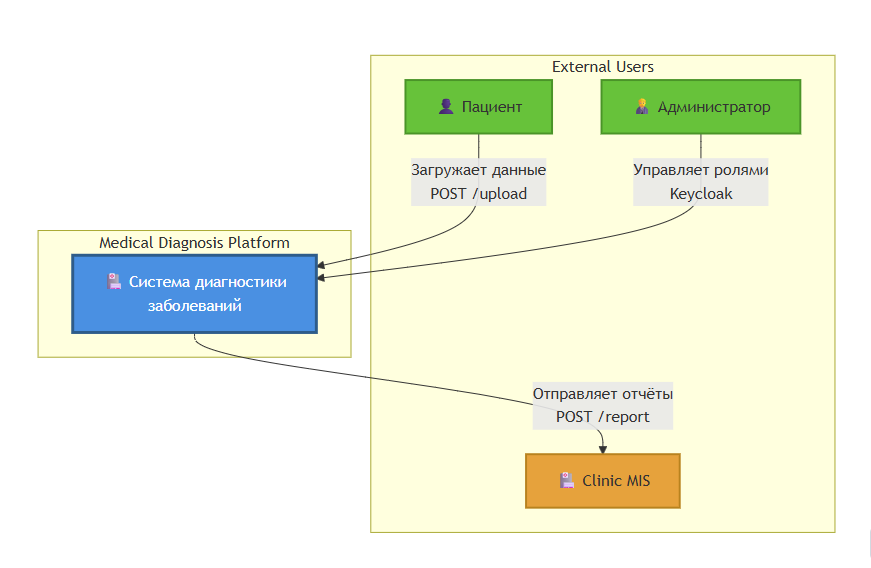 External Users
Пациент
Администратор
Загружает данные
POST /upload
Управляет ролями
Keycloak
Medical Diagnosis Platform
Система диагностики
заболеваний
Отправляет отчёты
POST /report
Clinic MIS